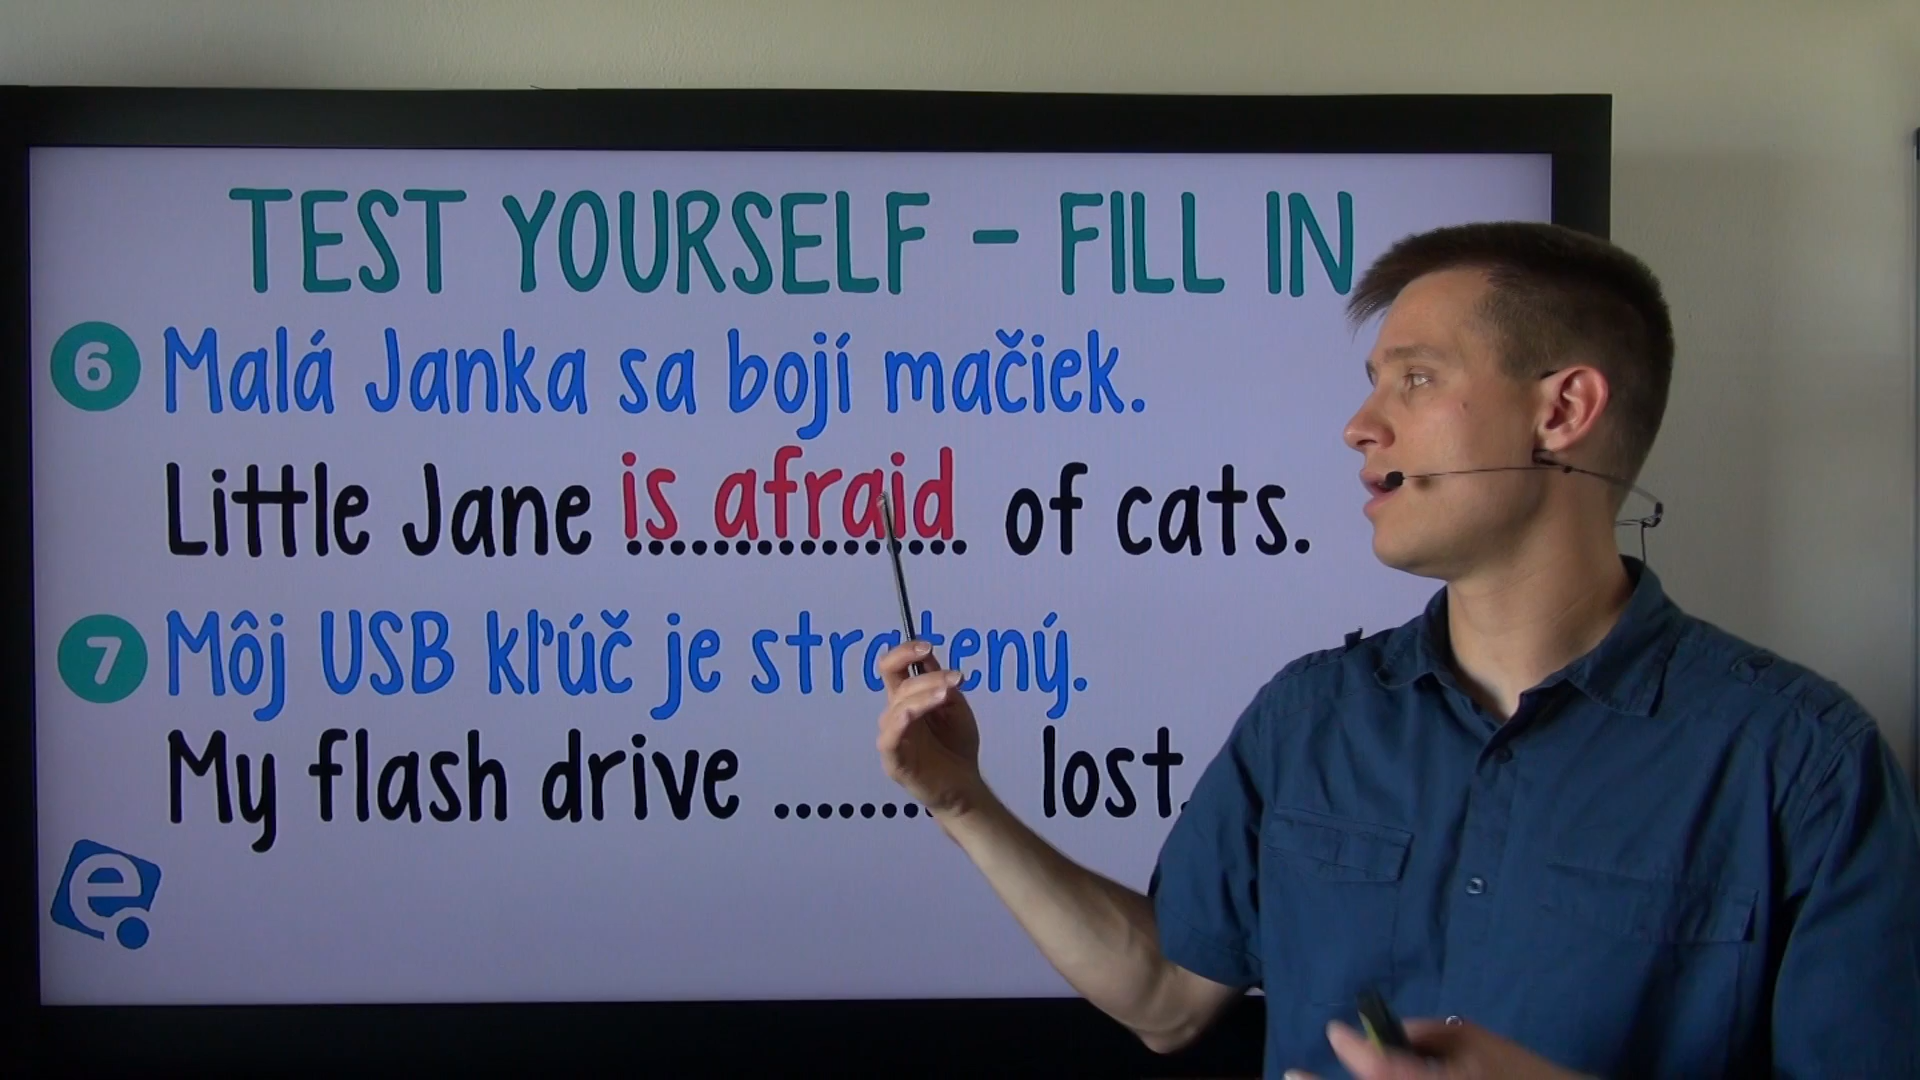 TEST YOURSELF - FILL IN
6 Malá Janka sa bojí mačiek.
Little Jane is afraid of cats.
7 Môj USB kľúč je stratený.
My flash drive ........ lost.
e